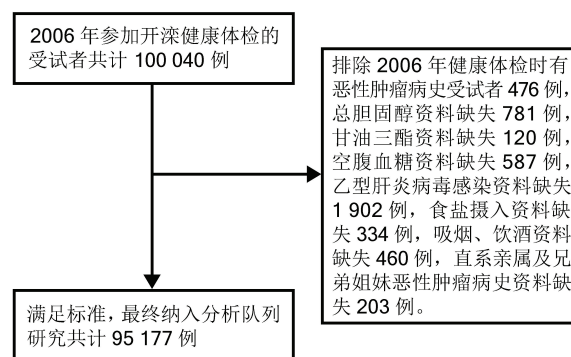 2006 年参加开滦健康体检的
受试者共计 100 040 例
排除 2006 年健康体检时有
恶性肿瘤病史受试者 476 例，
总胆固醇资料缺失 781 例，
甘油三酯资料缺失 120 例，
空腹血糖资料缺失 587 例，
乙型肝炎病毒感染资料缺失
1 902 例，食盐摄入资料缺
失 334 例，吸烟、饮酒资料
缺失 460 例，直系亲属及兄
弟姐妹恶性肿瘤病史资料缺
失 203 例。
满足标准，最终纳入分析队列
研究共计 95 177 例